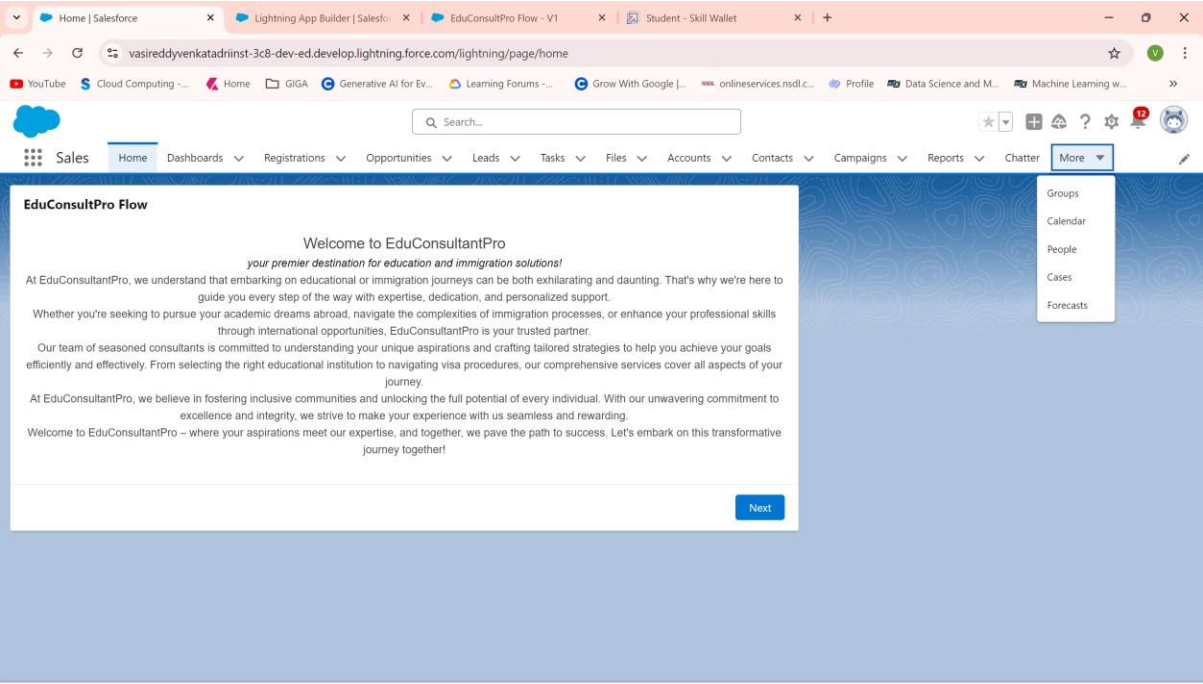 Home | Salesforce
Lightning App Builder | Salesfo
EduConsultPro Flow - V1
Student - Skill Wallet
vasireddyvenkatadriinst-3c8-dev-ed.develop.lightning.force.com/lightning/page/home
V
YouTube
Cloud Computing -...
Home
GIGA
Generative AI for Ev...
Learning Forums -...
Grow With Google |...
onlineservices.nsdl.c...
Profile
Data Science and M...
Machine Learning w...
Search...
12
Sales
Home
Dashboards
Registrations
Opportunities
Leads
Tasks
Files
Accounts
Contacts
Campaigns
Reports
Chatter
More
Groups
Calendar
People
Cases
Forecasts
EduConsultPro Flow
Welcome to EduConsultantPro
your premier destination for education and immigration solutions!
At EduConsultantPro, we understand that embarking on educational or immigration journeys can be both exhilarating and daunting. That's why we're here to
guide you every step of the way with expertise, dedication, and personalized support.
Whether you're seeking to pursue your academic dreams abroad, navigate the complexities of immigration processes, or enhance your professional skills
through international opportunities, EduConsultantPro is your trusted partner.
Our team of seasoned consultants is committed to understanding your unique aspirations and crafting tailored strategies to help you achieve your goals
efficiently and effectively. From selecting the right educational institution to navigating visa procedures, our comprehensive services cover all aspects of your
journey.
At EduConsultantPro, we believe in fostering inclusive communities and unlocking the full potential of every individual. With our unwavering commitment to
excellence and integrity, we strive to make your experience with us seamless and rewarding.
Welcome to EduConsultantPro – where your aspirations meet our expertise, and together, we pave the path to success. Let's embark on this transformative
journey together!
Next